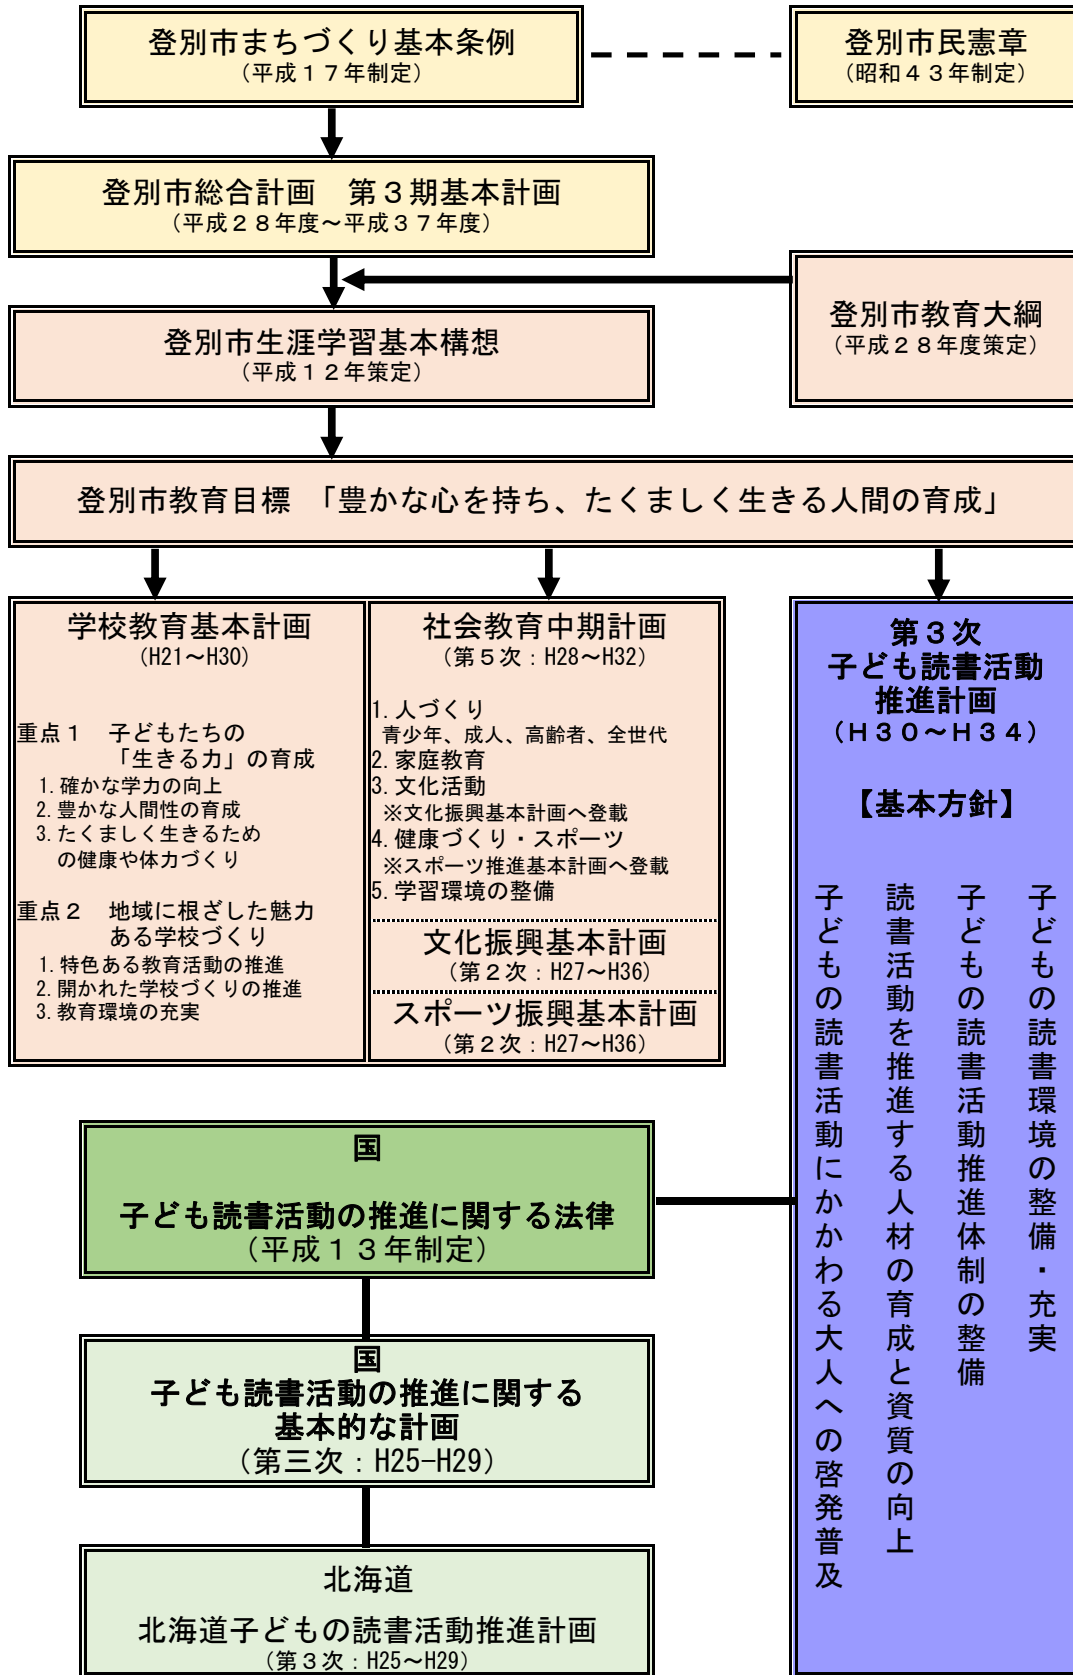 登別市まちづくり基本条例
（平成１７年制定）
登別市民憲章
（昭和４３年制定）
登別市総合計画　第３期基本計画
（平成２８年度～平成３７年度）
登別市教育大綱
（平成２８年度策定）
登別市生涯学習基本構想
（平成１２年策定）
登別市教育目標　「豊かな心を持ち、たくましく生きる人間の育成」
学校教育基本計画
(H21～H30)
重点１　子どもたちの
「生きる力」の育成
1. 確かな学力の向上
2. 豊かな人間性の育成
3. たくましく生きるため
の健康や体力づくり
重点２　地域に根ざした魅力
ある学校づくり
1. 特色ある教育活動の推進
2. 開かれた学校づくりの推進
3. 教育環境の充実
社会教育中期計画
（第５次：H28～H32）
1. 人づくり
青少年、成人、高齢者、全世代
2. 家庭教育
3. 文化活動
※文化振興基本計画へ登載
4. 健康づくり・スポーツ
※スポーツ推進基本計画へ登載
5. 学習環境の整備
文化振興基本計画
（第２次：H27～H36）
スポーツ振興基本計画
（第２次：H27～H36）
第３次
子ども読書活動
推進計画
（Ｈ３０～Ｈ３４）
【基本方針】
子どもの読書環境の整備・充実
子どもの読書活動推進体制の整備
読書活動を推進する人材の育成と資質の向上
子どもの読書活動にかかわる大人への啓発普及
国
子ども読書活動の推進に関する法律
（平成１３年制定）
国
子ども読書活動の推進に関する
基本的な計画
（第三次：H25-H29）
北海道
北海道子どもの読書活動推進計画
（第３次：H25～H29）